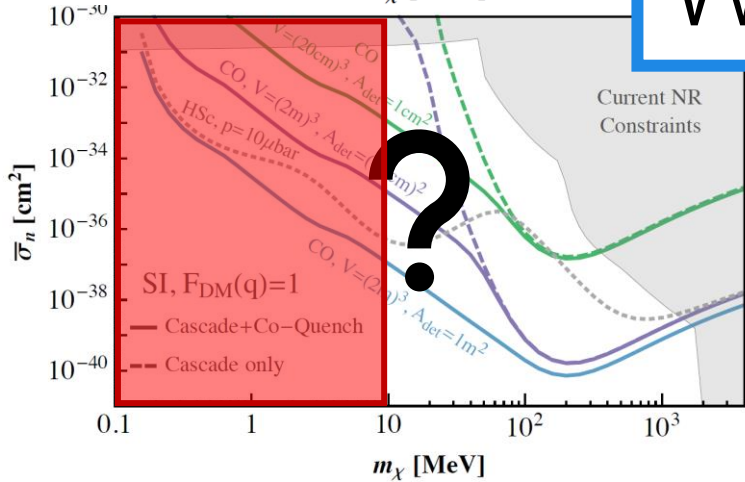 10⁻³⁰
10⁻³²
10⁻³⁴
10⁻³⁶
10⁻³⁸
10⁻⁴⁰
σ̅ₙ [cm²]
CO
V=(20cm)³, A_det=1cm²
CO, V=(2m)³, A_det=
cm)²
HSc, p=10μbar
CO, V=(2m)³, A_det=1m²
Current NR
Constraints
?
SI, F_DM(q)=1
Cascade+Co−Quench
Cascade only
0.1 1 10 10² 10³
m_χ [MeV]